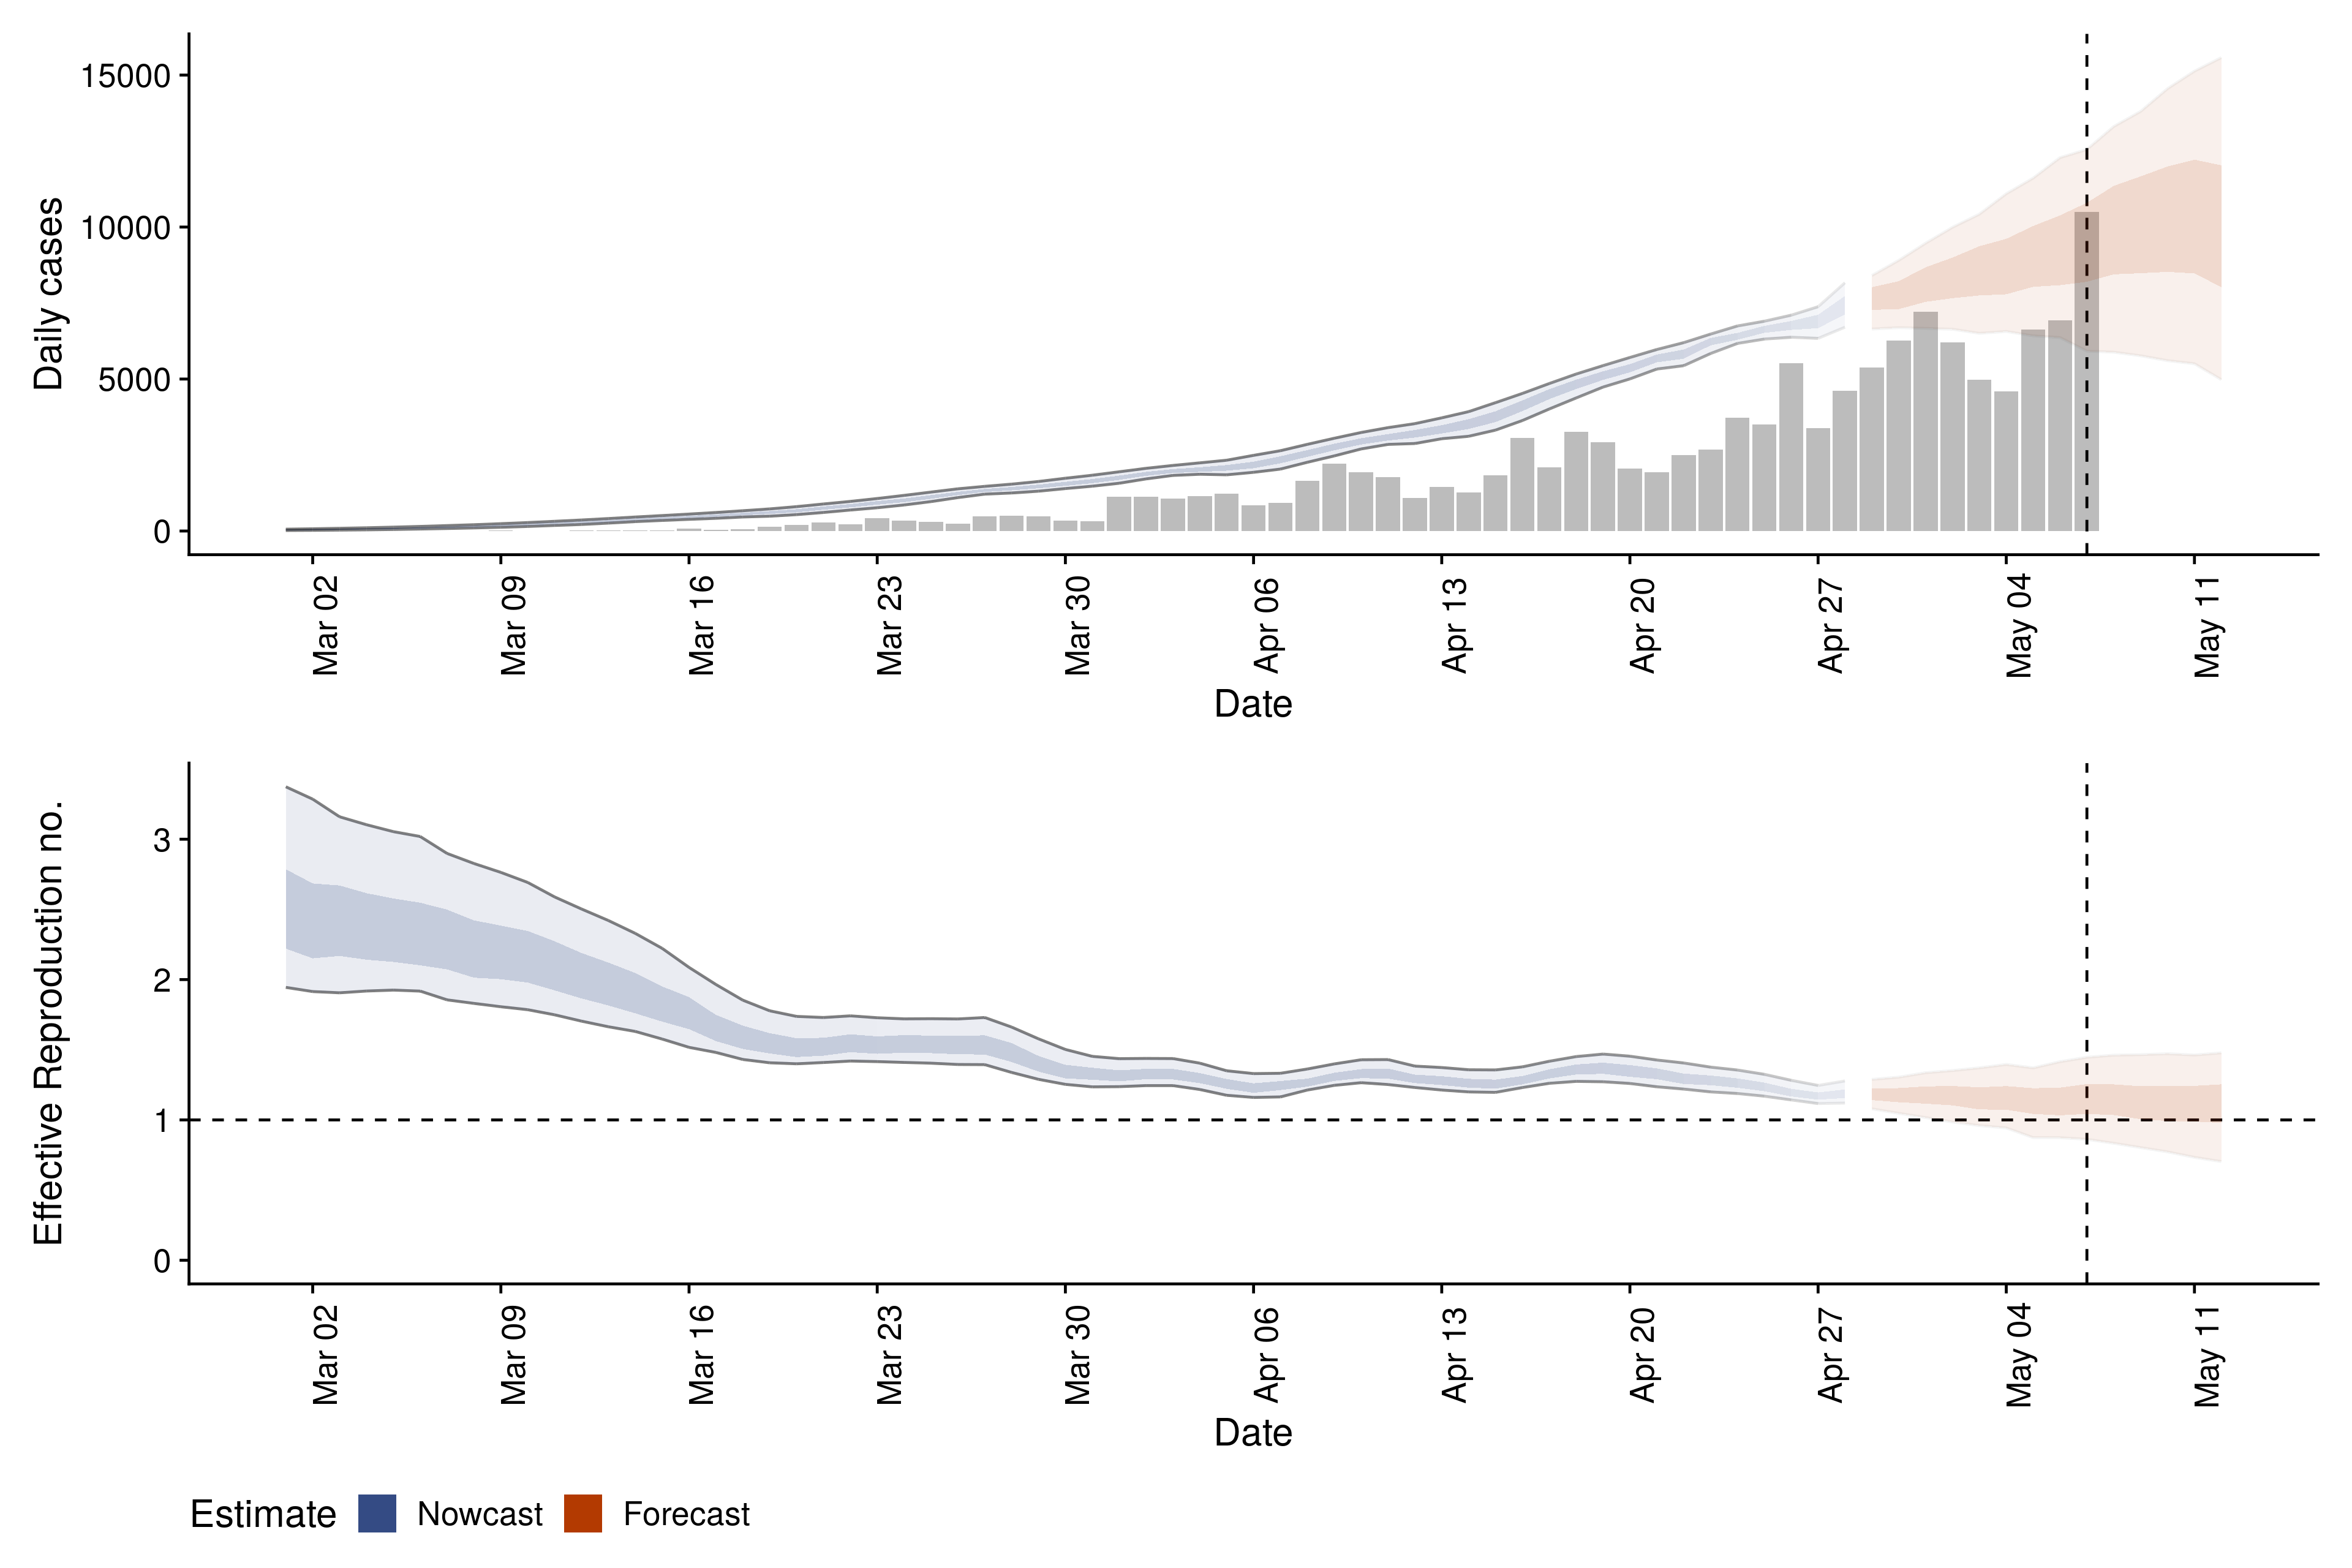 Daily cases
15000
10000
5000
0
Mar 02
Mar 09
Mar 16
Mar 23
Mar 30
Apr 06
Apr 13
Apr 20
Apr 27
May 04
May 11
Date
Effective Reproduction no.
3
2
1
0
Mar 02
Mar 09
Mar 16
Mar 23
Mar 30
Apr 06
Apr 13
Apr 20
Apr 27
May 04
May 11
Date
Estimate Nowcast Forecast